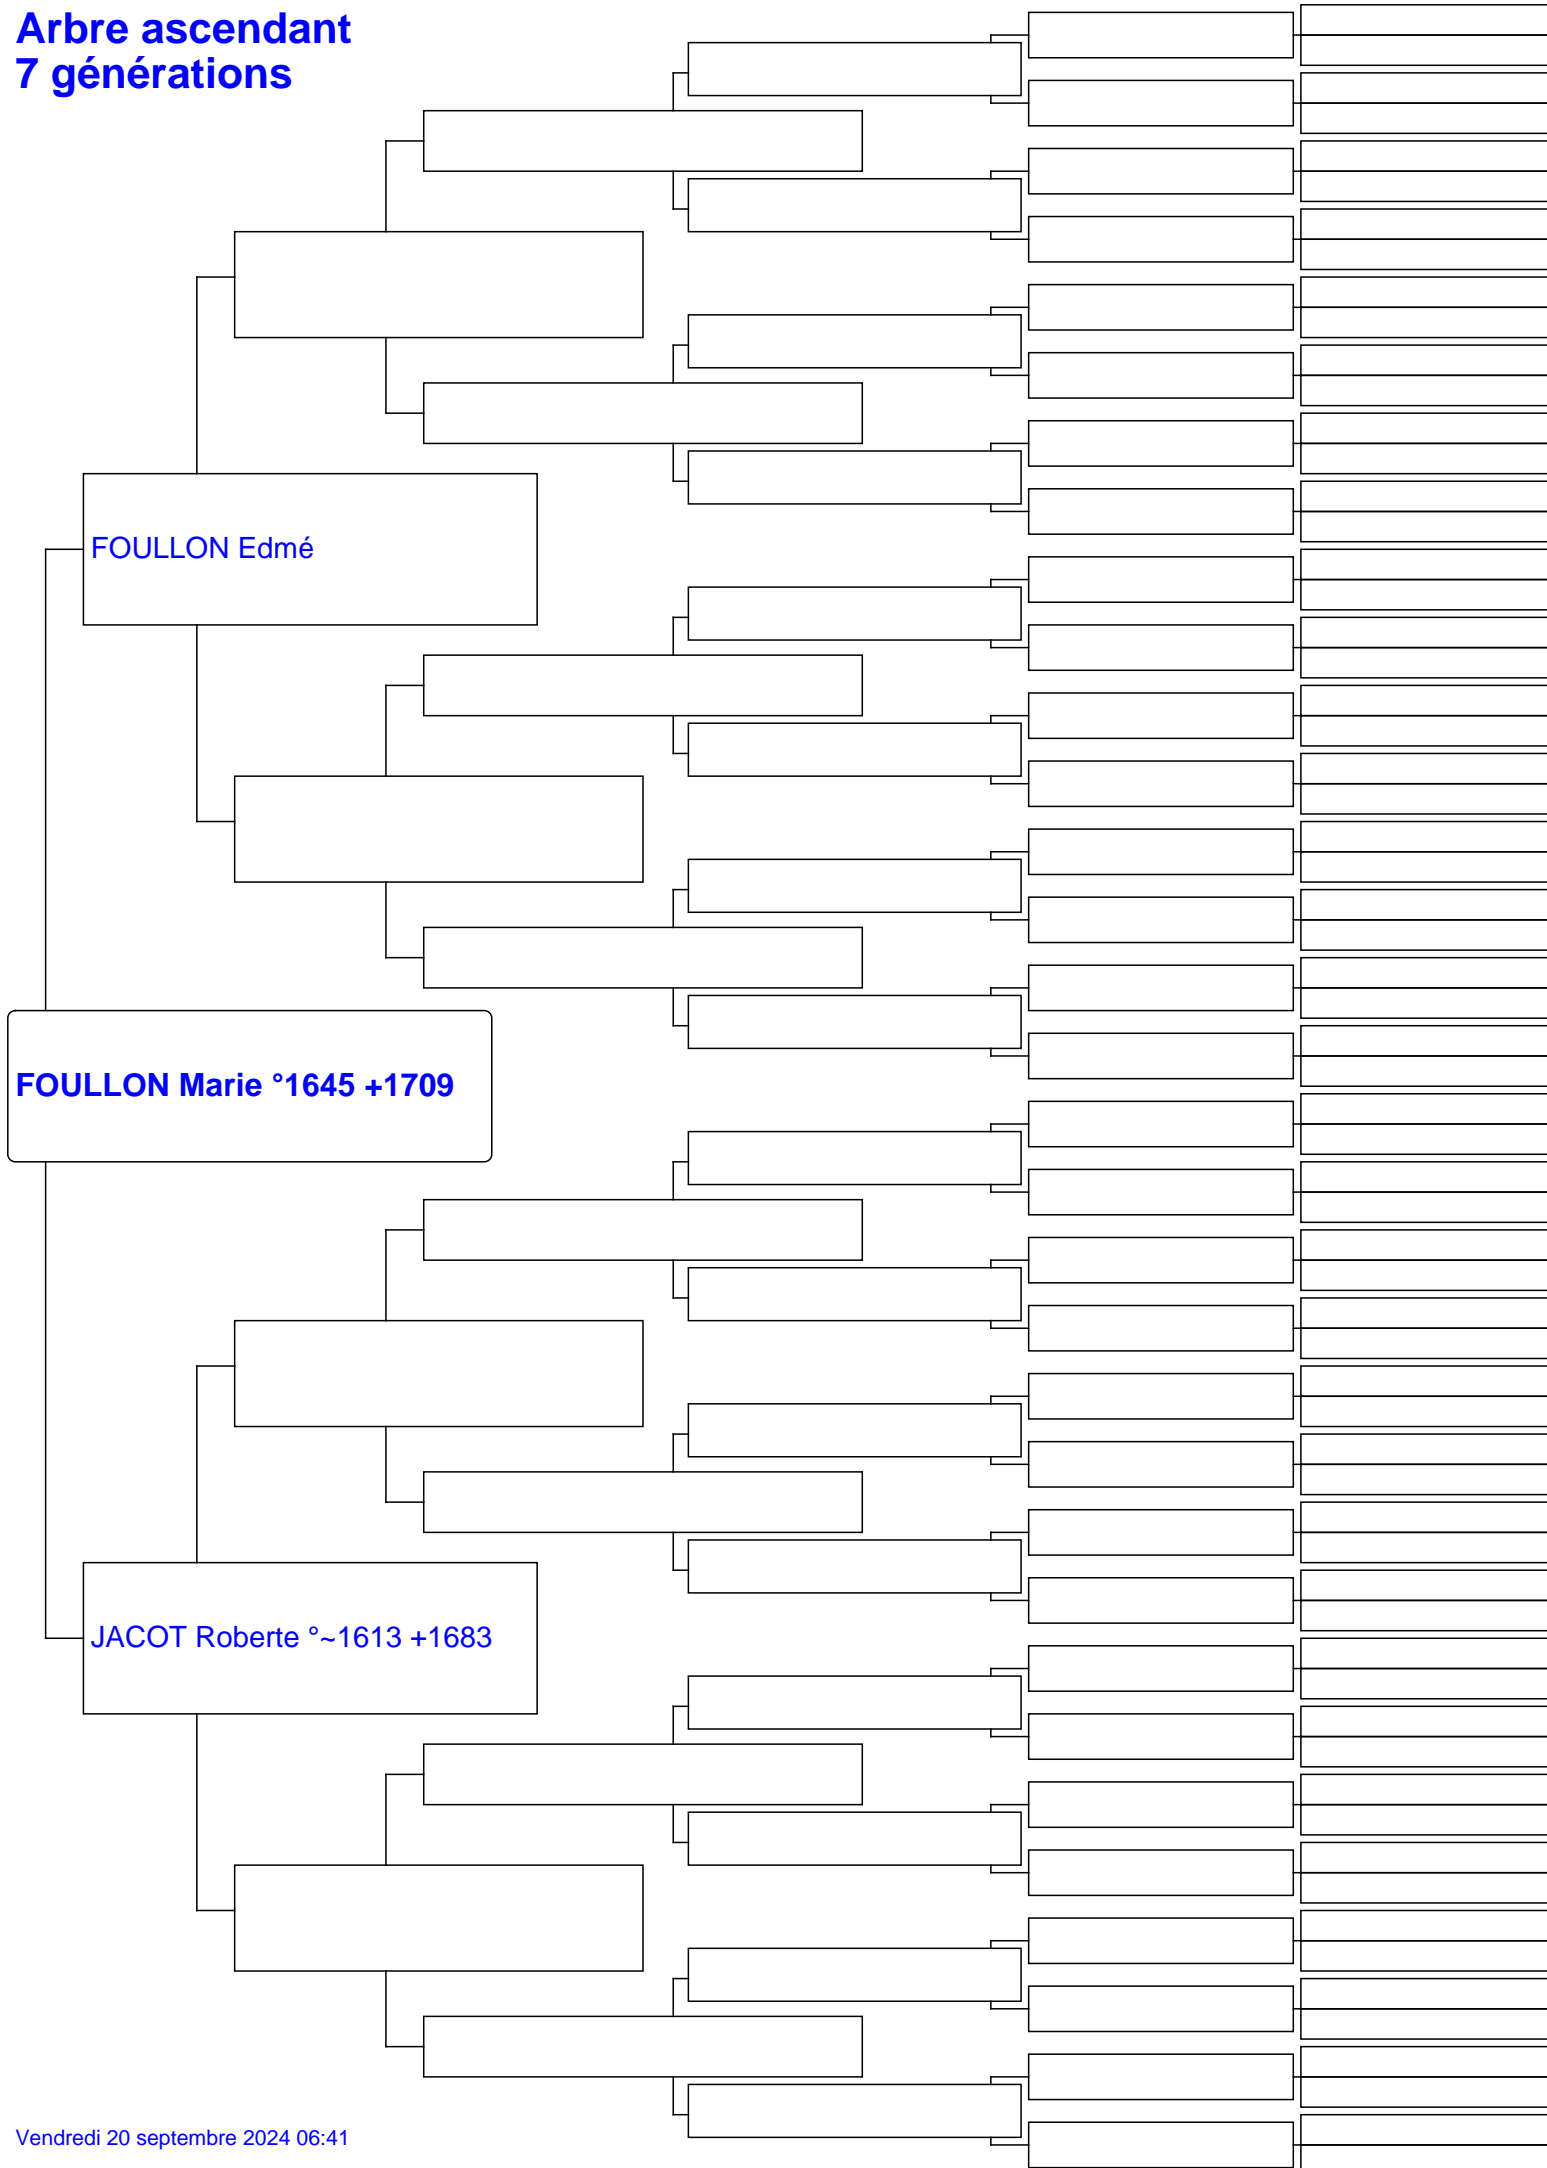 Arbre ascendant
7 générations
FOULLON Edmé
FOULLON Marie °1645 +1709
JACOT Roberte °~1613 +1683
Vendredi 20 septembre 2024 06:41